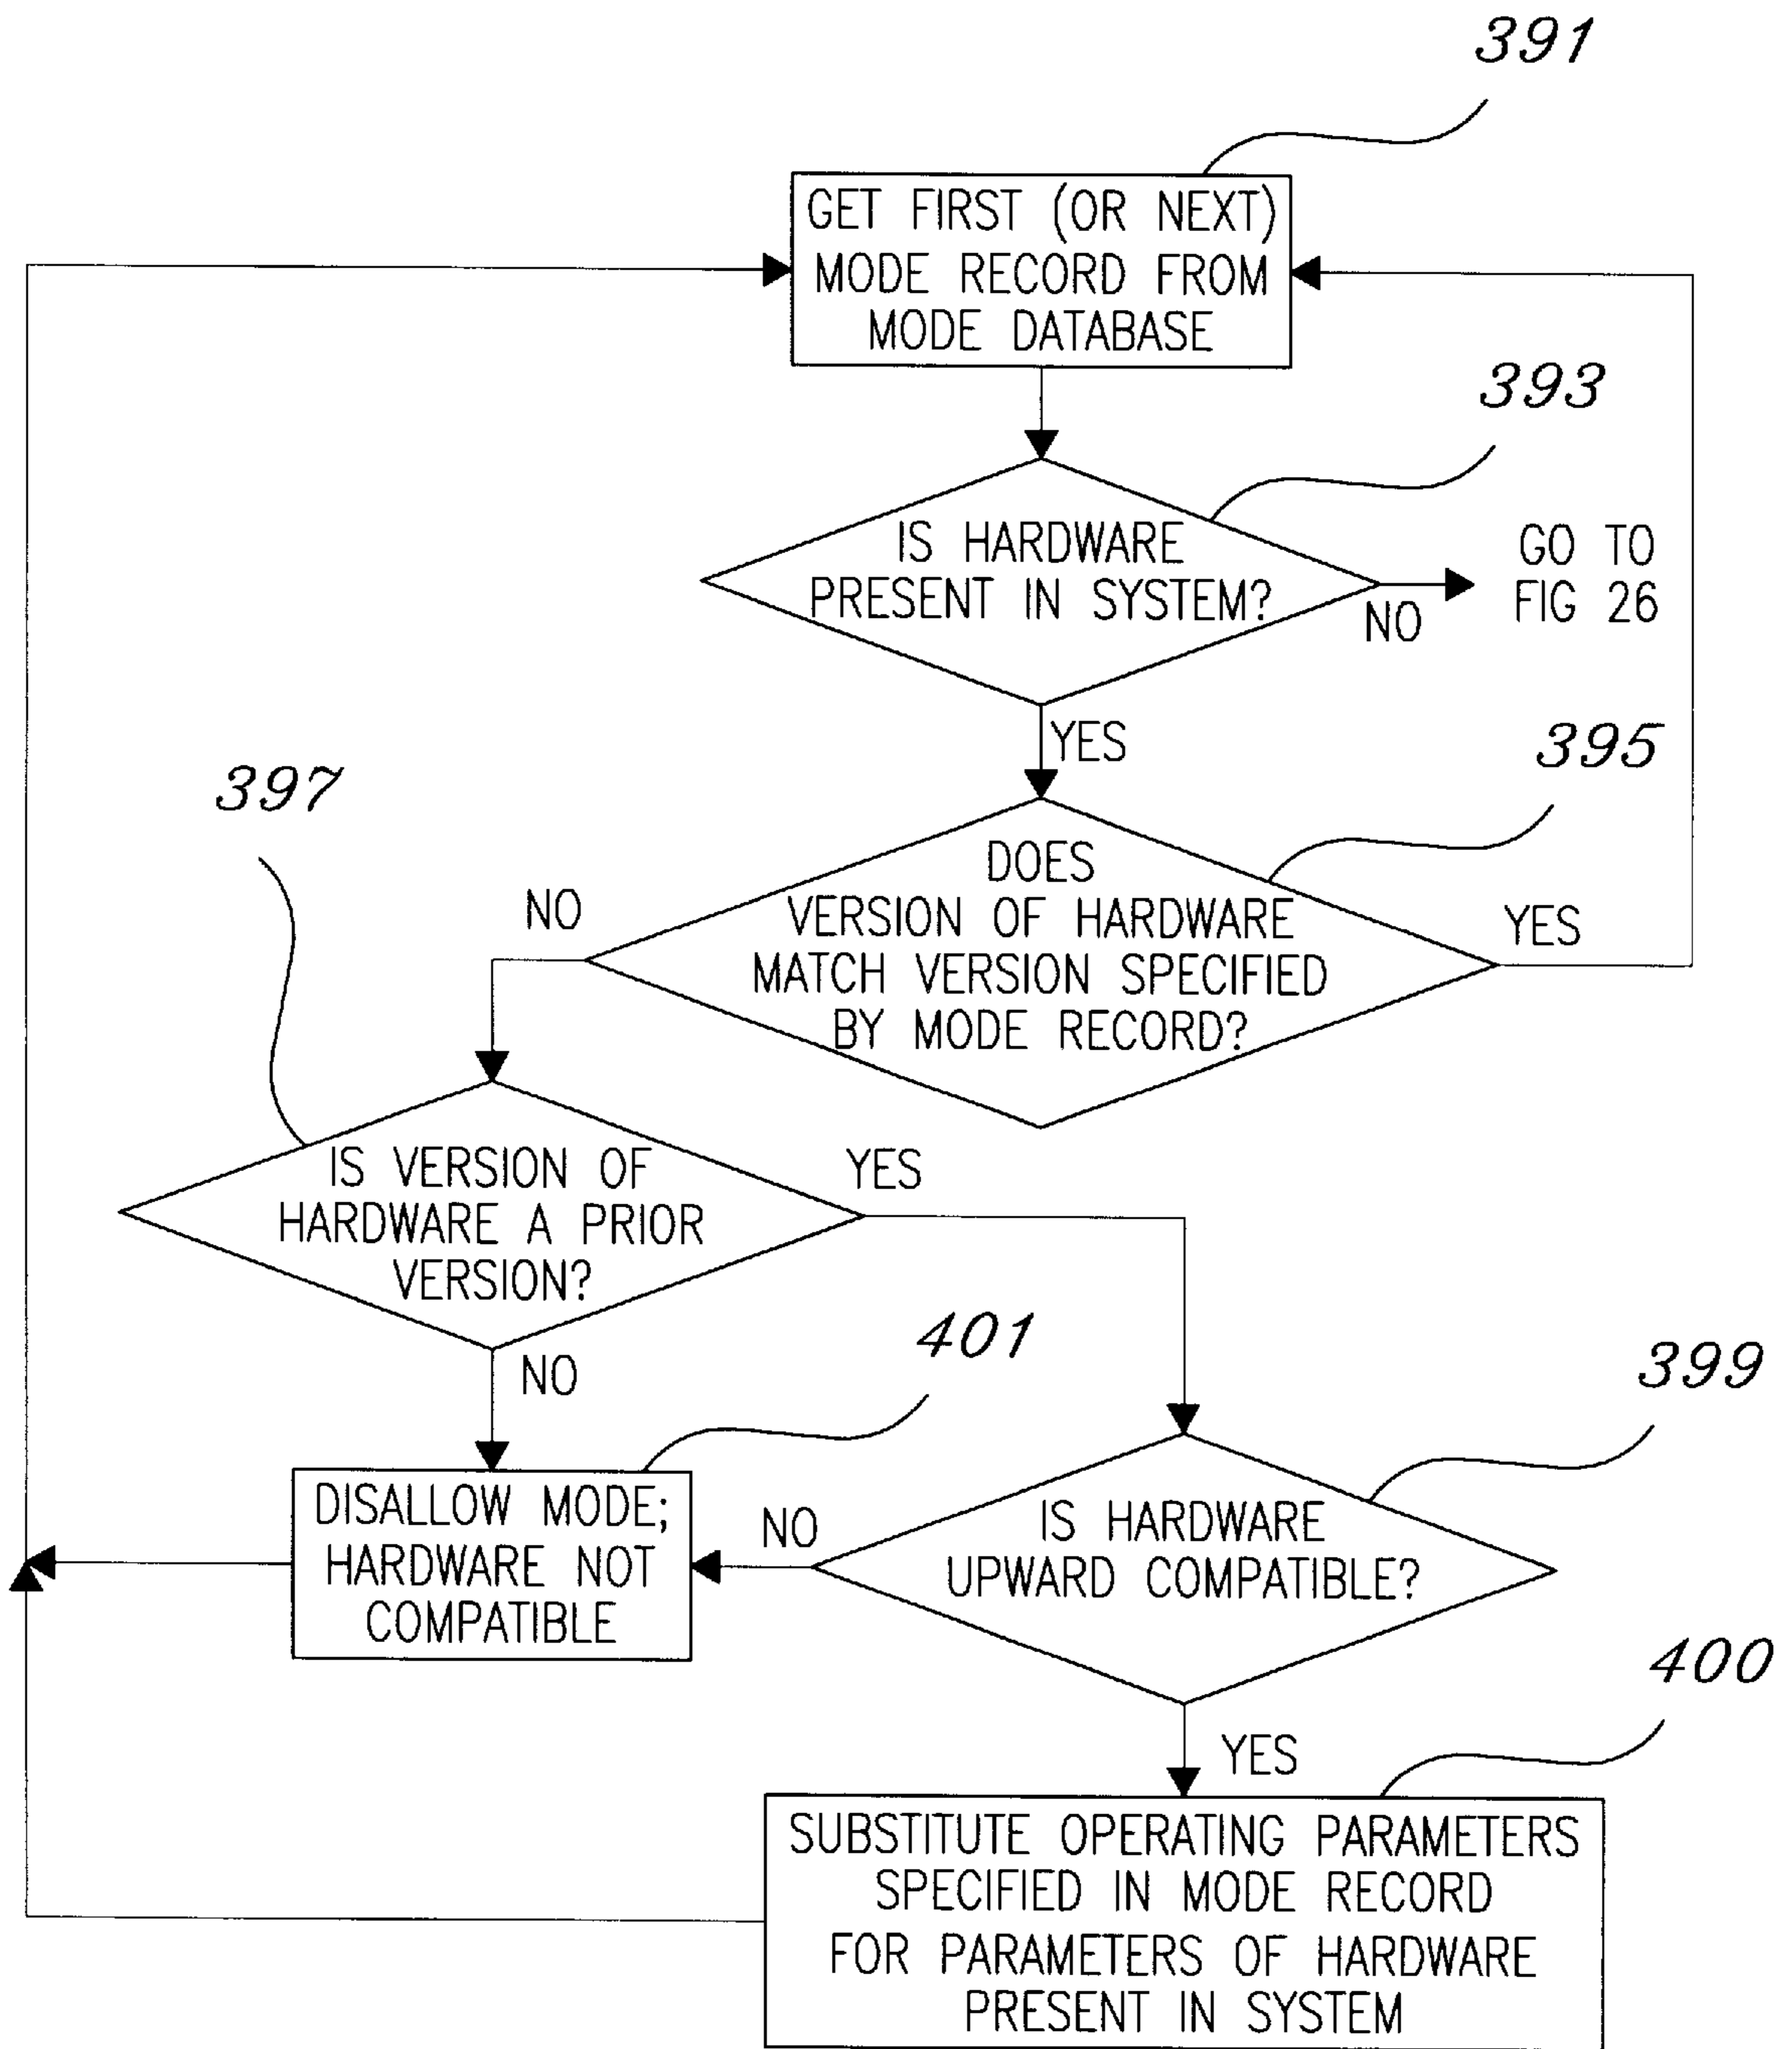 391
GET FIRST (OR NEXT)
MODE RECORD FROM
MODE DATABASE
393
IS HARDWARE
PRESENT IN SYSTEM?
NO
GO TO
FIG 26
YES
395
397
DOES
VERSION OF HARDWARE
MATCH VERSION SPECIFIED
BY MODE RECORD?
NO
YES
IS VERSION OF
HARDWARE A PRIOR
VERSION?
YES
NO
401
399
DISALLOW MODE;
HARDWARE NOT
COMPATIBLE
NO
IS HARDWARE
UPWARD COMPATIBLE?
400
YES
SUBSTITUTE OPERATING PARAMETERS
SPECIFIED IN MODE RECORD
FOR PARAMETERS OF HARDWARE
PRESENT IN SYSTEM